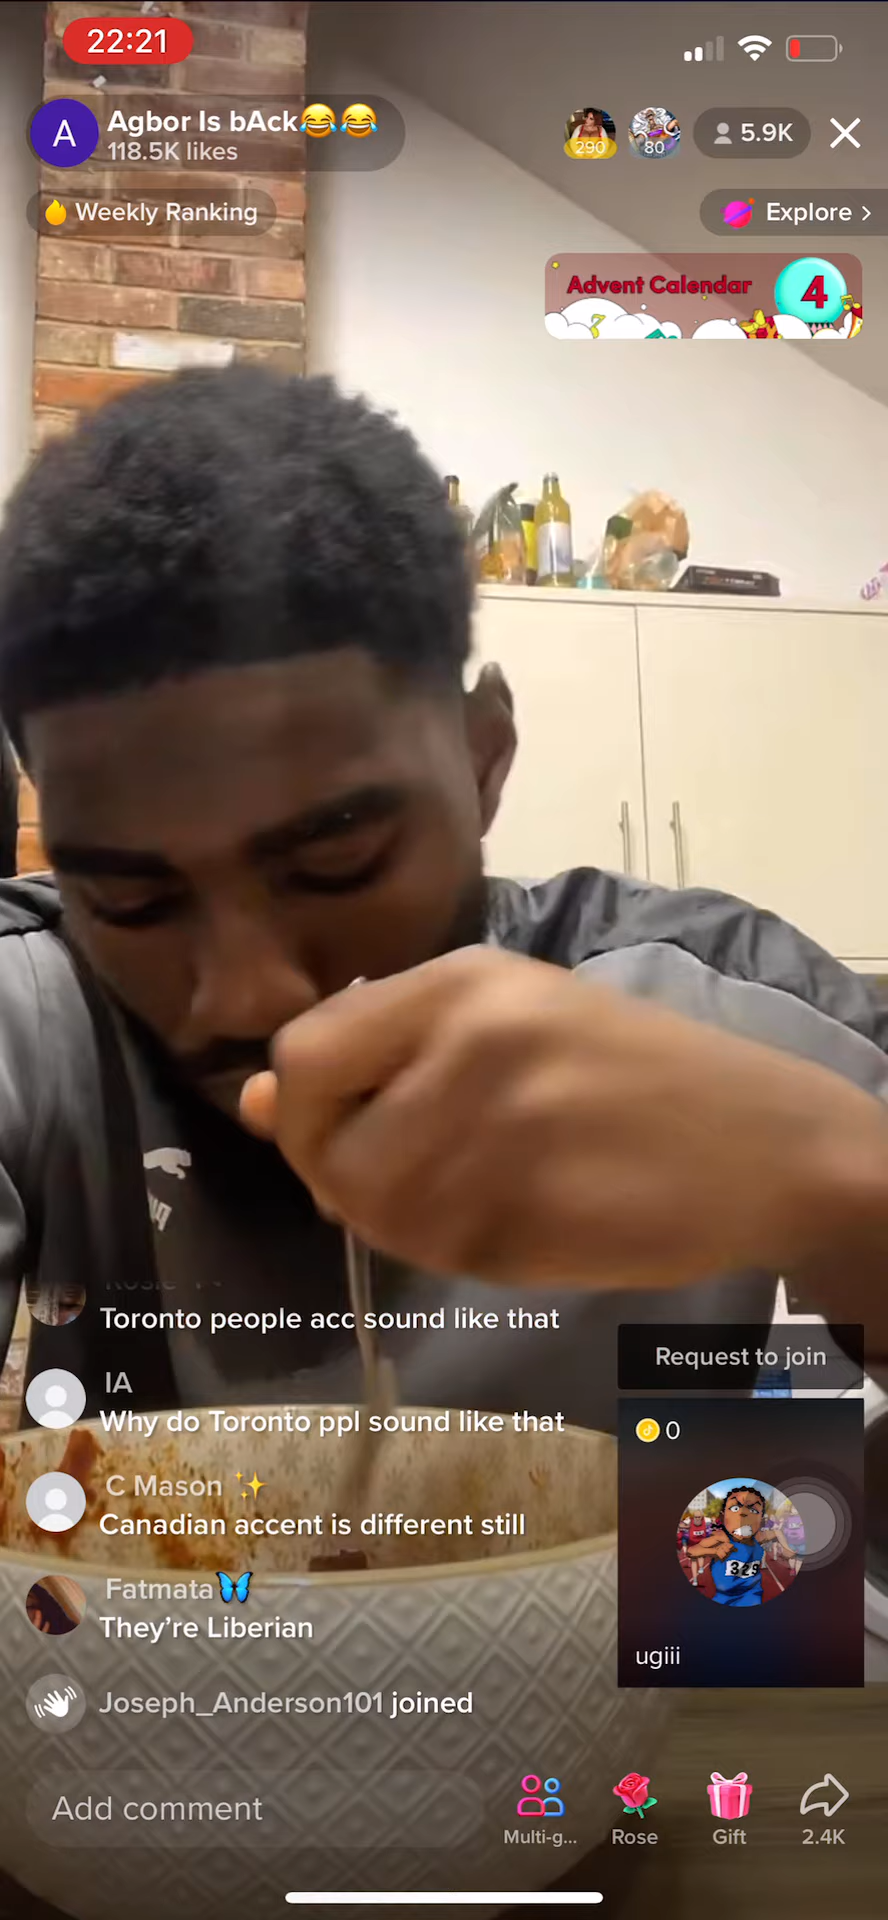 22:21
A
Agbor Is bAck😂😂
118.5K likes
290
80
5.9K
Weekly Ranking
Explore
Advent Calendar
4
Toronto people acc sound like that
IA
Why do Toronto ppl sound like that
C Mason ✨
Canadian accent is different still
Fatmata🦋
They're Liberian
Joseph_Anderson101 joined
Request to join
0
329
ugiii
Add comment
Multi-g...
Rose
Gift
2.4K